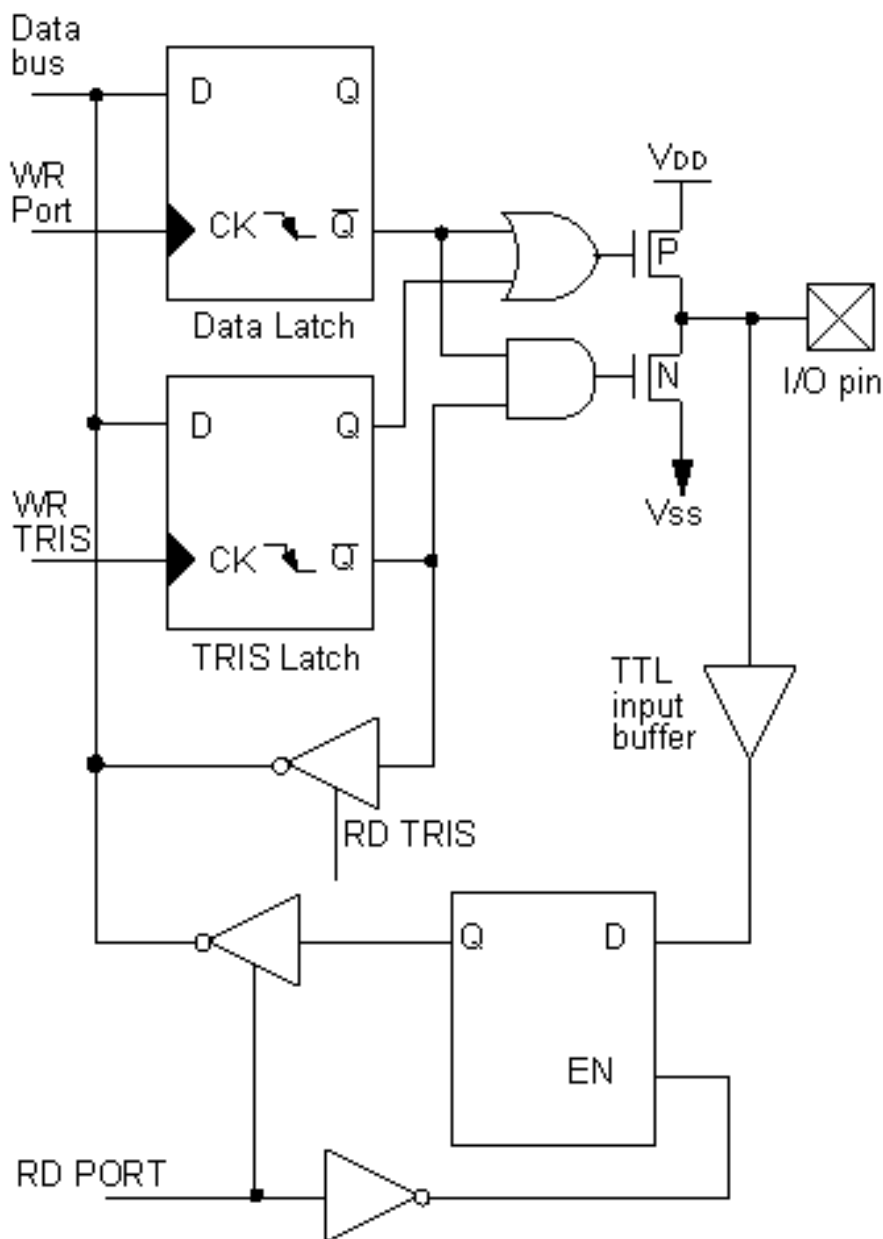 Data
bus
D Q
WR
Port
CK Q̅
VDD
P
Data Latch
N
I/O pin
VSS
D Q
WR
TRIS
CK Q̅
TRIS Latch
TTL
input
buffer
RD TRIS
Q D
EN
RD PORT